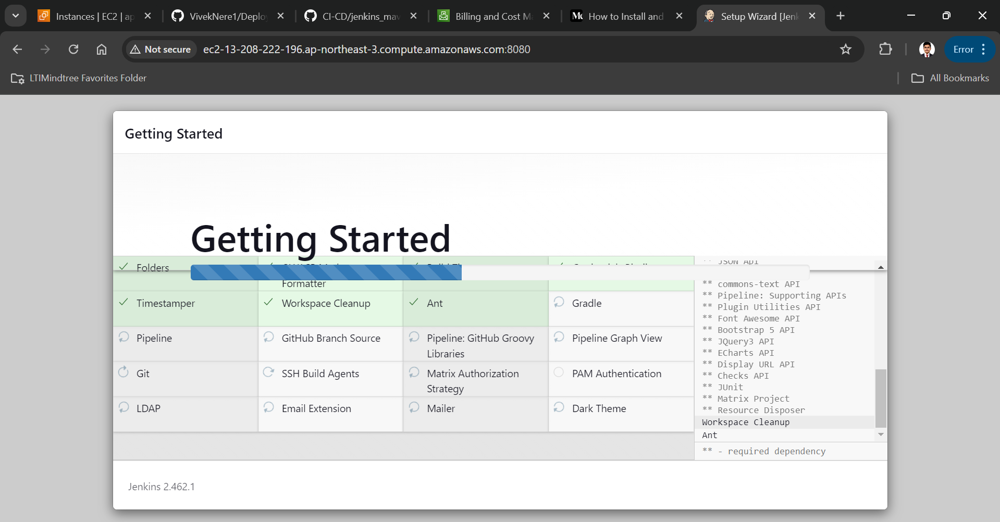 Instances | EC2 | ap
VivekNere1/Deploy
CI-CD/jenkins_mav
Billing and Cost Ma
How to Install and
Setup Wizard [Jenk
Not secure
ec2-13-208-222-196.ap-northeast-3.compute.amazonaws.com:8080
Error
LTIMindtree Favorites Folder
All Bookmarks
Getting Started
Getting Started
Folders
Formatter
Timestamper
Workspace Cleanup
Ant
Gradle
Pipeline
GitHub Branch Source
Pipeline: GitHub Groovy
Libraries
Pipeline Graph View
Git
SSH Build Agents
Matrix Authorization
Strategy
PAM Authentication
LDAP
Email Extension
Mailer
Dark Theme
** JSON Api
** commons-text API
** Pipeline: Supporting APIs
** Plugin Utilities API
** Font Awesome API
** Bootstrap 5 API
** JQuery3 API
** ECharts API
** Display URL API
** Checks API
** JUnit
** Matrix Project
** Resource Disposer
Workspace Cleanup
Ant
** - required dependency
Jenkins 2.462.1